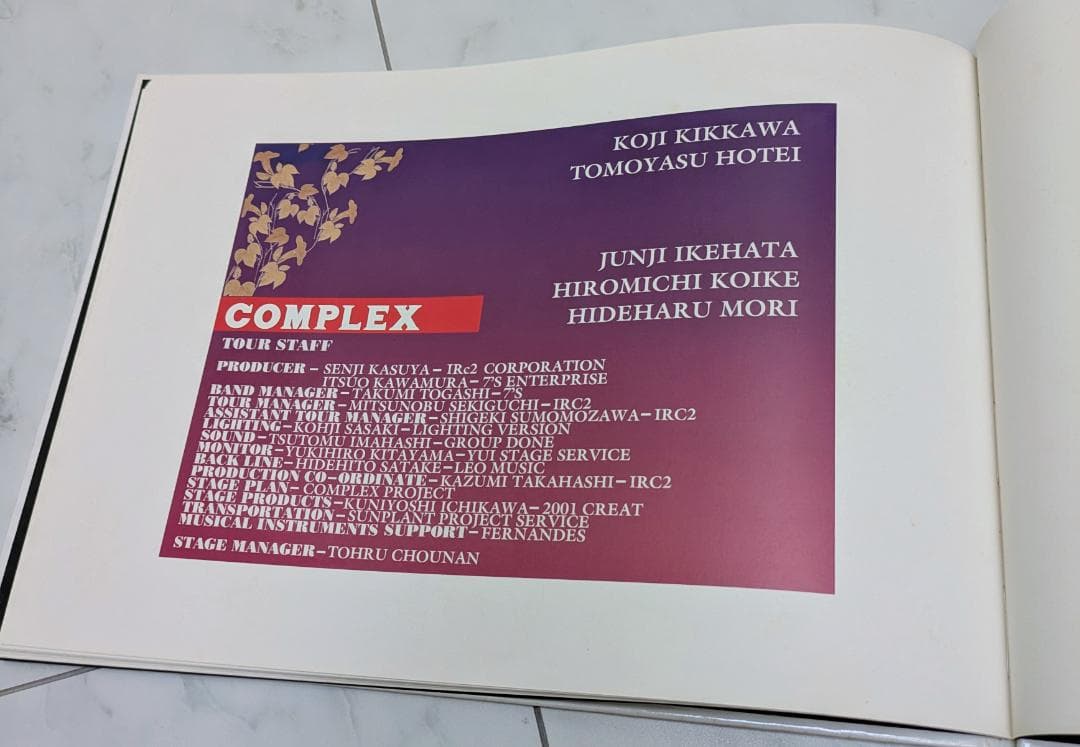 KOJI KIKKAWA
TOMOYASU HOTEI
JUNJI IKEHATA
HIROMICHI KOIKE
HIDEHARU MORI
COMPLEX
TOUR STAFF
PRODUCER – SENJI KASUYA – IRc2 CORPORATION
ITSUO KAWAMURA – 7'S ENTERPRISE
BAND MANAGER – TAKUMI TOGASHI – 7'S
TOUR MANAGER – MITSUNOBU SEKIGUCHI – IRC2
ASSISTANT TOUR MANAGER – SHIGEKI SUMOMOZAWA – IRC2
LIGHTING – KOHJI SASAKI – LIGHTING VERSION
SOUND – TSUTOMU IMAHASHI – GROUP DONE
MONITOR – YUKIHIRO KITAYAMA – YUI STAGE SERVICE
BACK LINE – HIDEHITO SATAKE – LEO MUSIC
PRODUCTION CO-ORDINATE – KAZUMI TAKAHASHI – IRC2
STAGE PLAN – COMPLEX PROJECT
STAGE PRODUCTS – KUNIYOSHI ICHIKAWA – 2001 CREAT
TRANSPORTATION – SUNPLANT PROJECT SERVICE
MUSICAL INSTRUMENTS SUPPORT – FERNANDES
STAGE MANAGER – TOHRU CHOUNAN